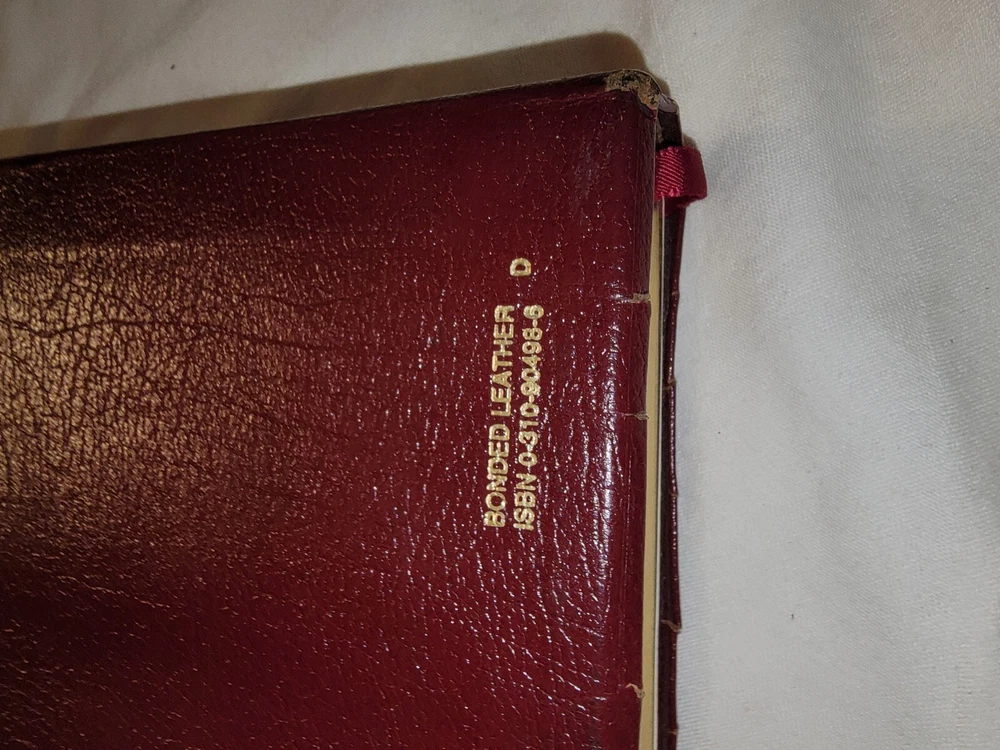 BONDED LEATHER
ISBN 0-310-90498-6
D